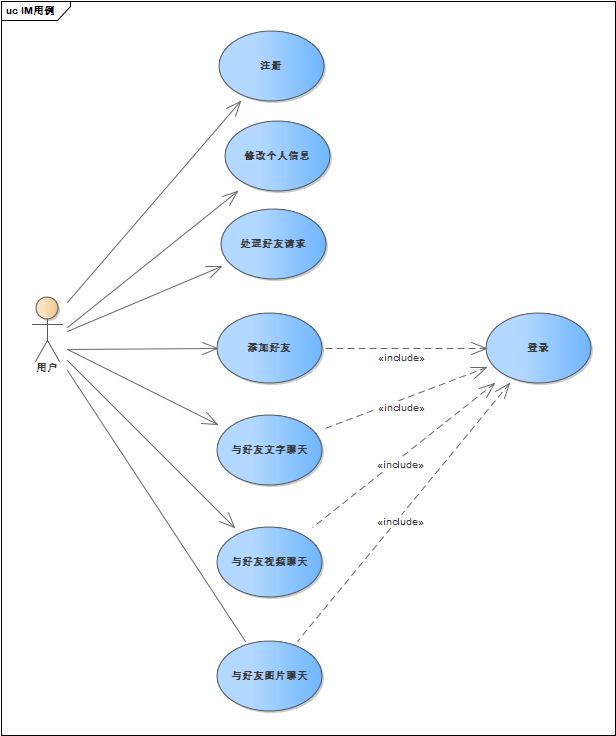 uc IM用例
注册
修改个人信息
处理好友请求
用户
添加好友
登录
«include»
«include»
与好友文字聊天
«include»
«include»
与好友视频聊天
与好友图片聊天